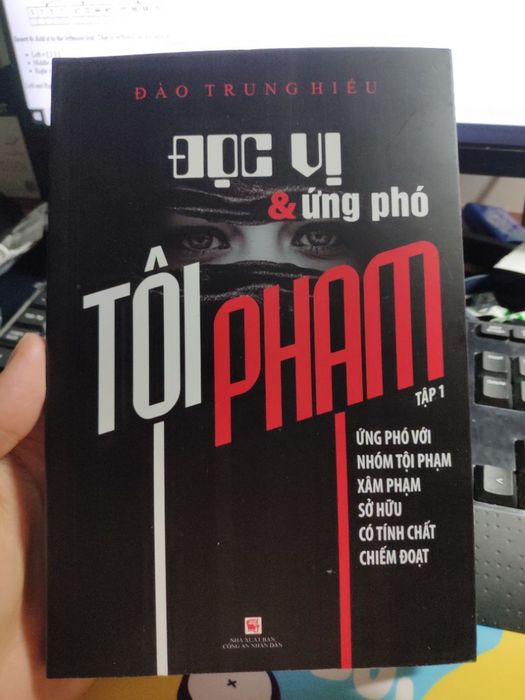 ĐÀO TRUNG HIẾU
ĐỌC VỊ
& ứng phó
TỘI PHẠM
TẬP 1
ỨNG PHÓ VỚI
NHÓM TỘI PHẠM
XÂM PHẠM
SỞ HỮU
CÓ TÍNH CHẤT
CHIẾM ĐOẠT
NHÀ XUẤT BẢN
CÔNG AN NHÂN DÂN